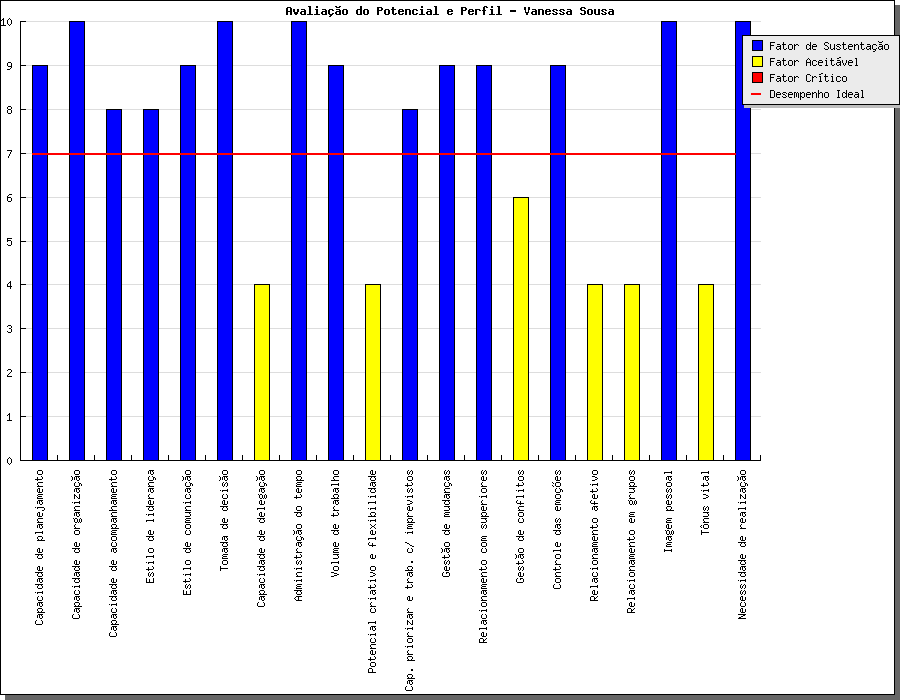 Avaliação do Potencial e Perfil - Vanessa Sousa
10
9
8
7
6
5
4
3
2
1
0
Fator de Sustentação
Fator Aceitável
Fator Crítico
Desempenho Ideal
Capacidade de planejamento
Capacidade de organização
Capacidade de acompanhamento
Estilo de liderança
Estilo de comunicação
Tomada de decisão
Capacidade de delegação
Administração do tempo
Volume de trabalho
Potencial criativo e flexibilidade
Cap. priorizar e trab. c/ imprevistos
Gestão de mudanças
Relacionamento com superiores
Gestão de conflitos
Controle das emoções
Relacionamento afetivo
Relacionamento em grupos
Imagem pessoal
Tônus vital
Necessidade de realização